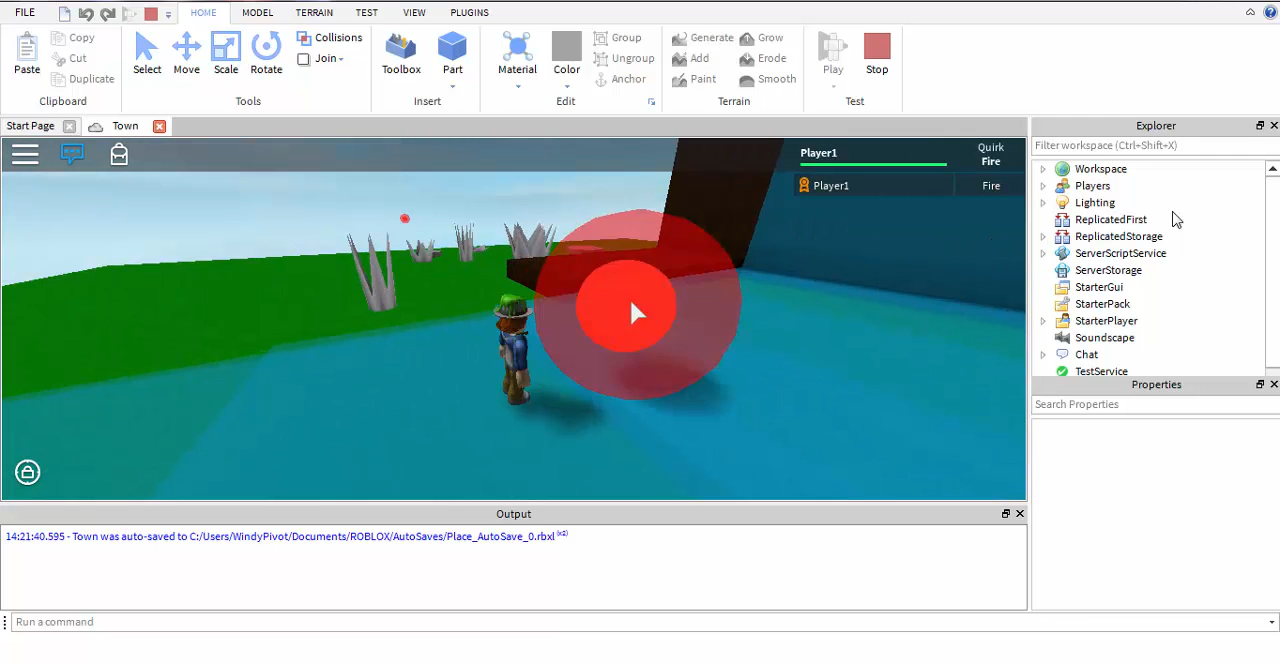 FILE HOME MODEL TERRAIN TEST VIEW PLUGINS
Paste Copy Cut Duplicate
Clipboard
Select Move Scale Rotate Collisions Join
Tools
Toolbox Part
Insert
Material Color Group Ungroup Anchor
Edit
Generate Add Paint Grow Erode Smooth
Terrain
Play Stop
Test
Start Page Town
Player1 Quirk
Fire
Player1 Fire
Explorer
Filter workspace (Ctrl+Shift+X)
Workspace
Players
Lighting
ReplicatedFirst
ReplicatedStorage
ServerScriptService
ServerStorage
StarterGui
StarterPack
StarterPlayer
Soundscape
Chat
TestService
Properties
Search Properties
Output
14:21:40.595 - Town was auto-saved to C:/Users/WindyPivot/Documents/ROBLOX/AutoSaves/Place_AutoSave_0.rbxl (x2)
Run a command